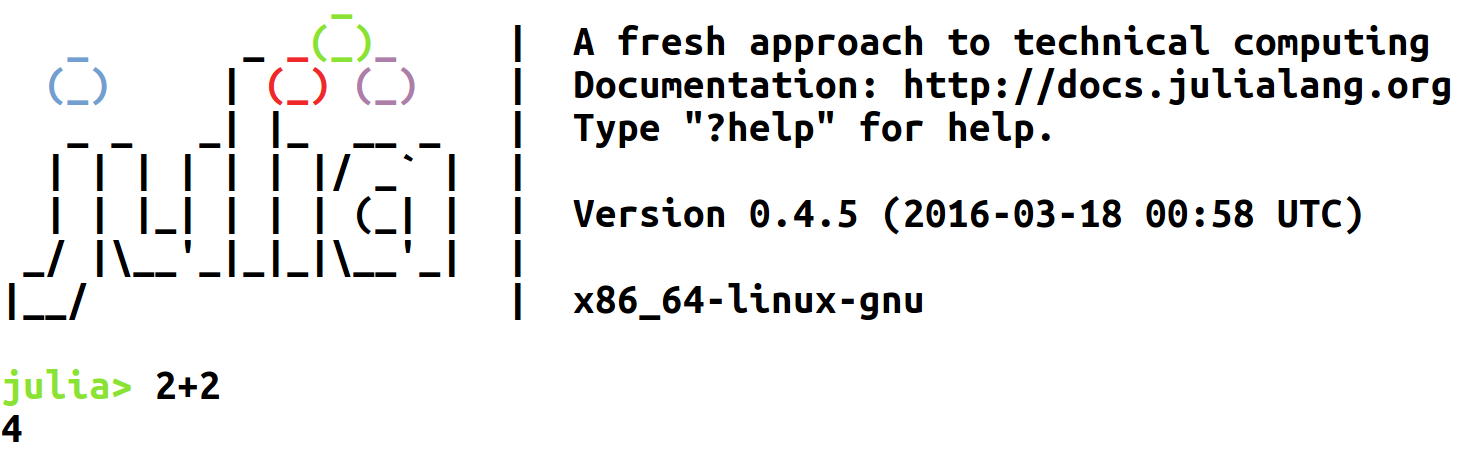 A fresh approach to technical computing
Documentation: http://docs.julialang.org
Type "?help" for help.
Version 0.4.5 (2016-03-18 00:58 UTC)
x86_64-linux-gnu
julia
julia> 2+2
4